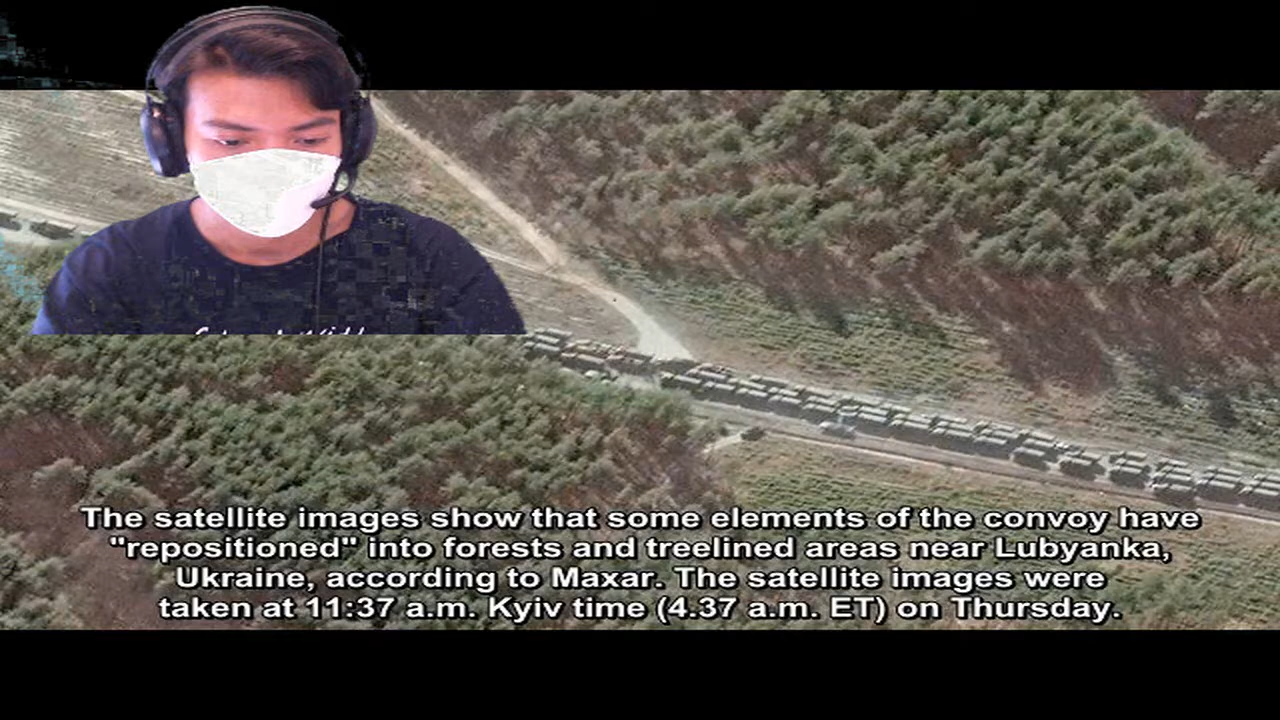 The satellite images show that some elements of the convoy have
"repositioned" into forests and treelined areas near Lubyanka,
Ukraine, according to Maxar. The satellite images were
taken at 11:37 a.m. Kyiv time (4.37 a.m. ET) on Thursday.